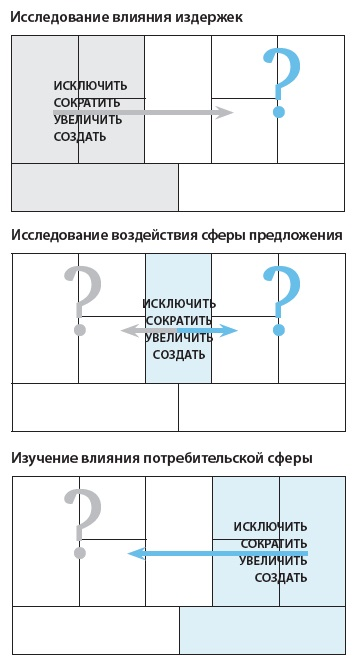 Исследование влияния издержек
?
ИСКЛЮЧИТЬ
СОКРАТИТЬ
УВЕЛИЧИТЬ
СОЗДАТЬ
Исследование воздействия сферы предложения
? ?
ИСКЛЮЧИТЬ
СОКРАТИТЬ
УВЕЛИЧИТЬ
СОЗДАТЬ
Изучение влияния потребительской сферы
?
ИСКЛЮЧИТЬ
СОКРАТИТЬ
УВЕЛИЧИТЬ
СОЗДАТЬ